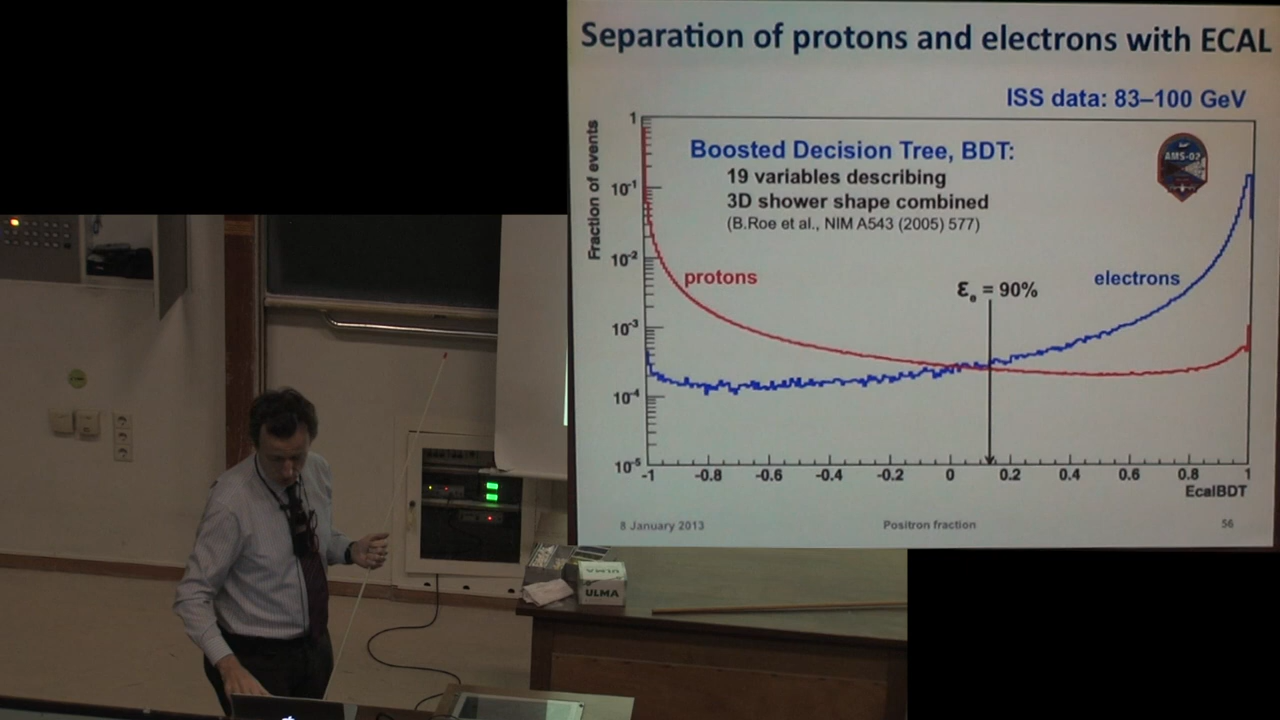 Separation of protons and electrons with ECAL
ISS data: 83–100 GeV
Fraction of events
1
10⁻¹
10⁻²
10⁻³
10⁻⁴
10⁻⁵
Boosted Decision Tree, BDT:
19 variables describing
3D shower shape combined
(B.Roe et al., NIM A543 (2005) 577)
AMS-02
protons
electrons
εₑ = 90%
-1 -0.8 -0.6 -0.4 -0.2 0 0.2 0.4 0.6 0.8 1
EcalBDT
8 January 2013
Positron fraction
56
ULMA
ULMA